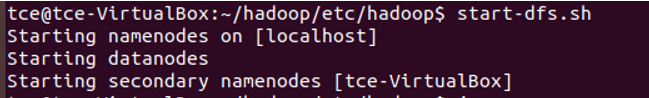 tce@tce-VirtualBox:~/hadoop/etc/hadoop$ start-dfs.sh
Starting namenodes on [localhost]
Starting datanodes
Starting secondary namenodes [tce-VirtualBox]